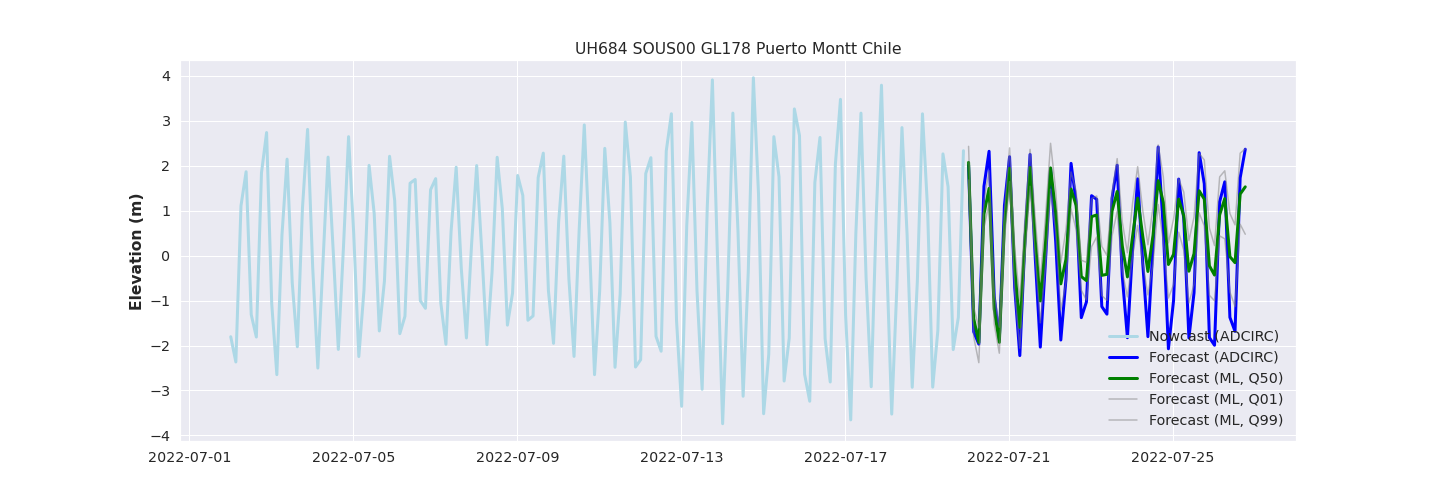 UH684 SOUS00 GL178 Puerto Montt Chile
Elevation (m)
4
3
2
1
0
−1
−2
−3
−4
2022-07-01 2022-07-05 2022-07-09 2022-07-13 2022-07-17 2022-07-21 2022-07-25
Nowcast (ADCIRC)
Forecast (ADCIRC)
Forecast (ML, Q50)
Forecast (ML, Q01)
Forecast (ML, Q99)